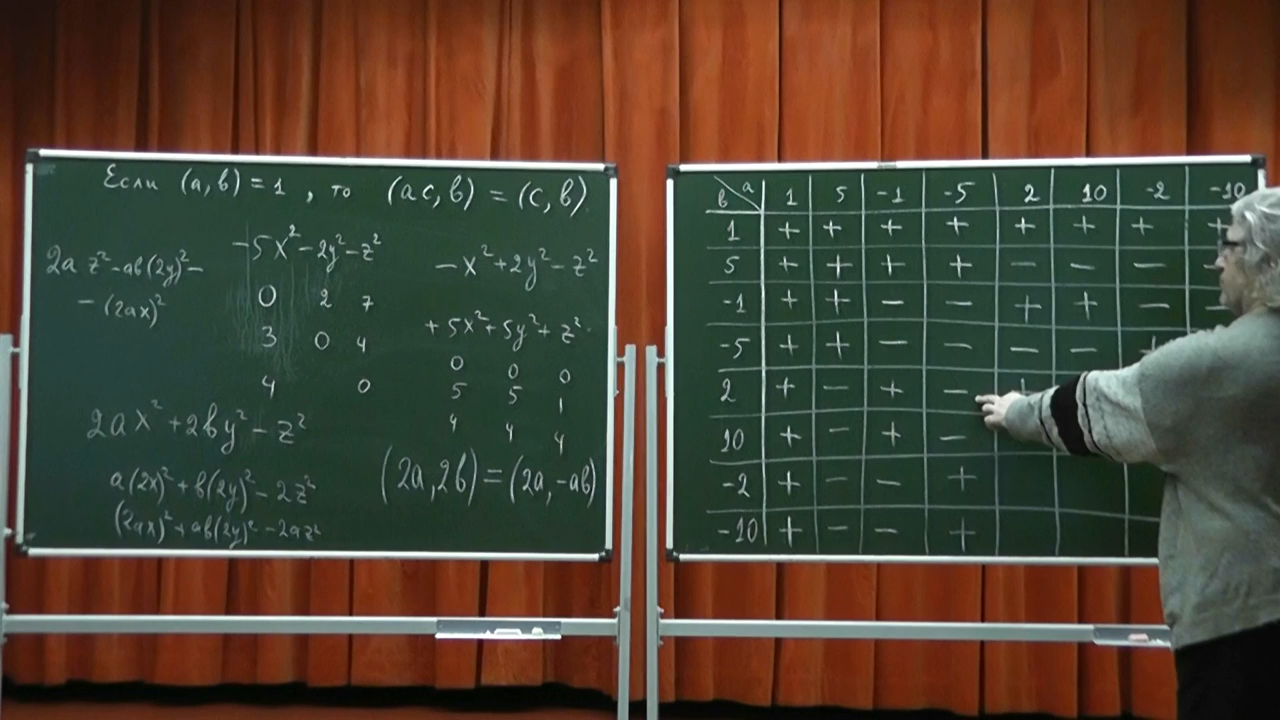 Если (a,b) = 1 , то (ac,b) = (c,b).
2a z² - ab(2y)² -
- (2ax)²
-5x² - 2y² - z²
0 2 7
3 0 4
4 0
-x² + 2y² - z²
+ 5x² + 5y² + z²
0 0 0
5 5 1
4 4 4
2ax² + 2by² - z²
a(2x)² + b(2y)² - 2z²
(2ax)² + ab(2y)² - 2az²
(2a,2b) = (2a,-ab)
b \ a 1 5 -1 -5 2 10 -2 -10
1 + + + + + + + +
5 + + + + - - - -
-1 + + - - + + - -
-5 + + - - - - +
2 + - + - +
10 + - + -
-2 + - - +
-10 + - - +